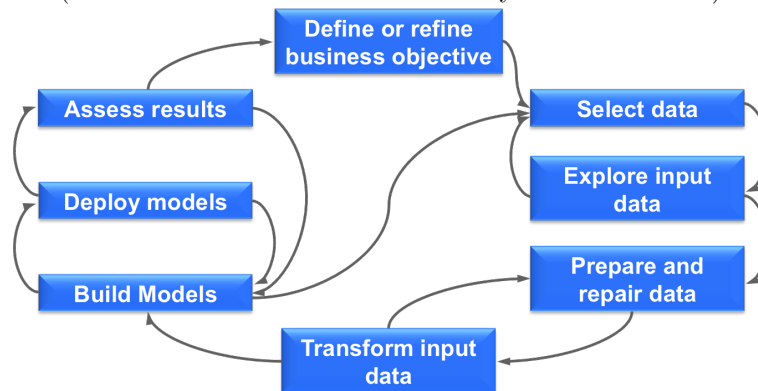 Define or refine
business objective
Assess results
Select data
Explore input
data
Deploy models
Prepare and
repair data
Build Models
Transform input
data